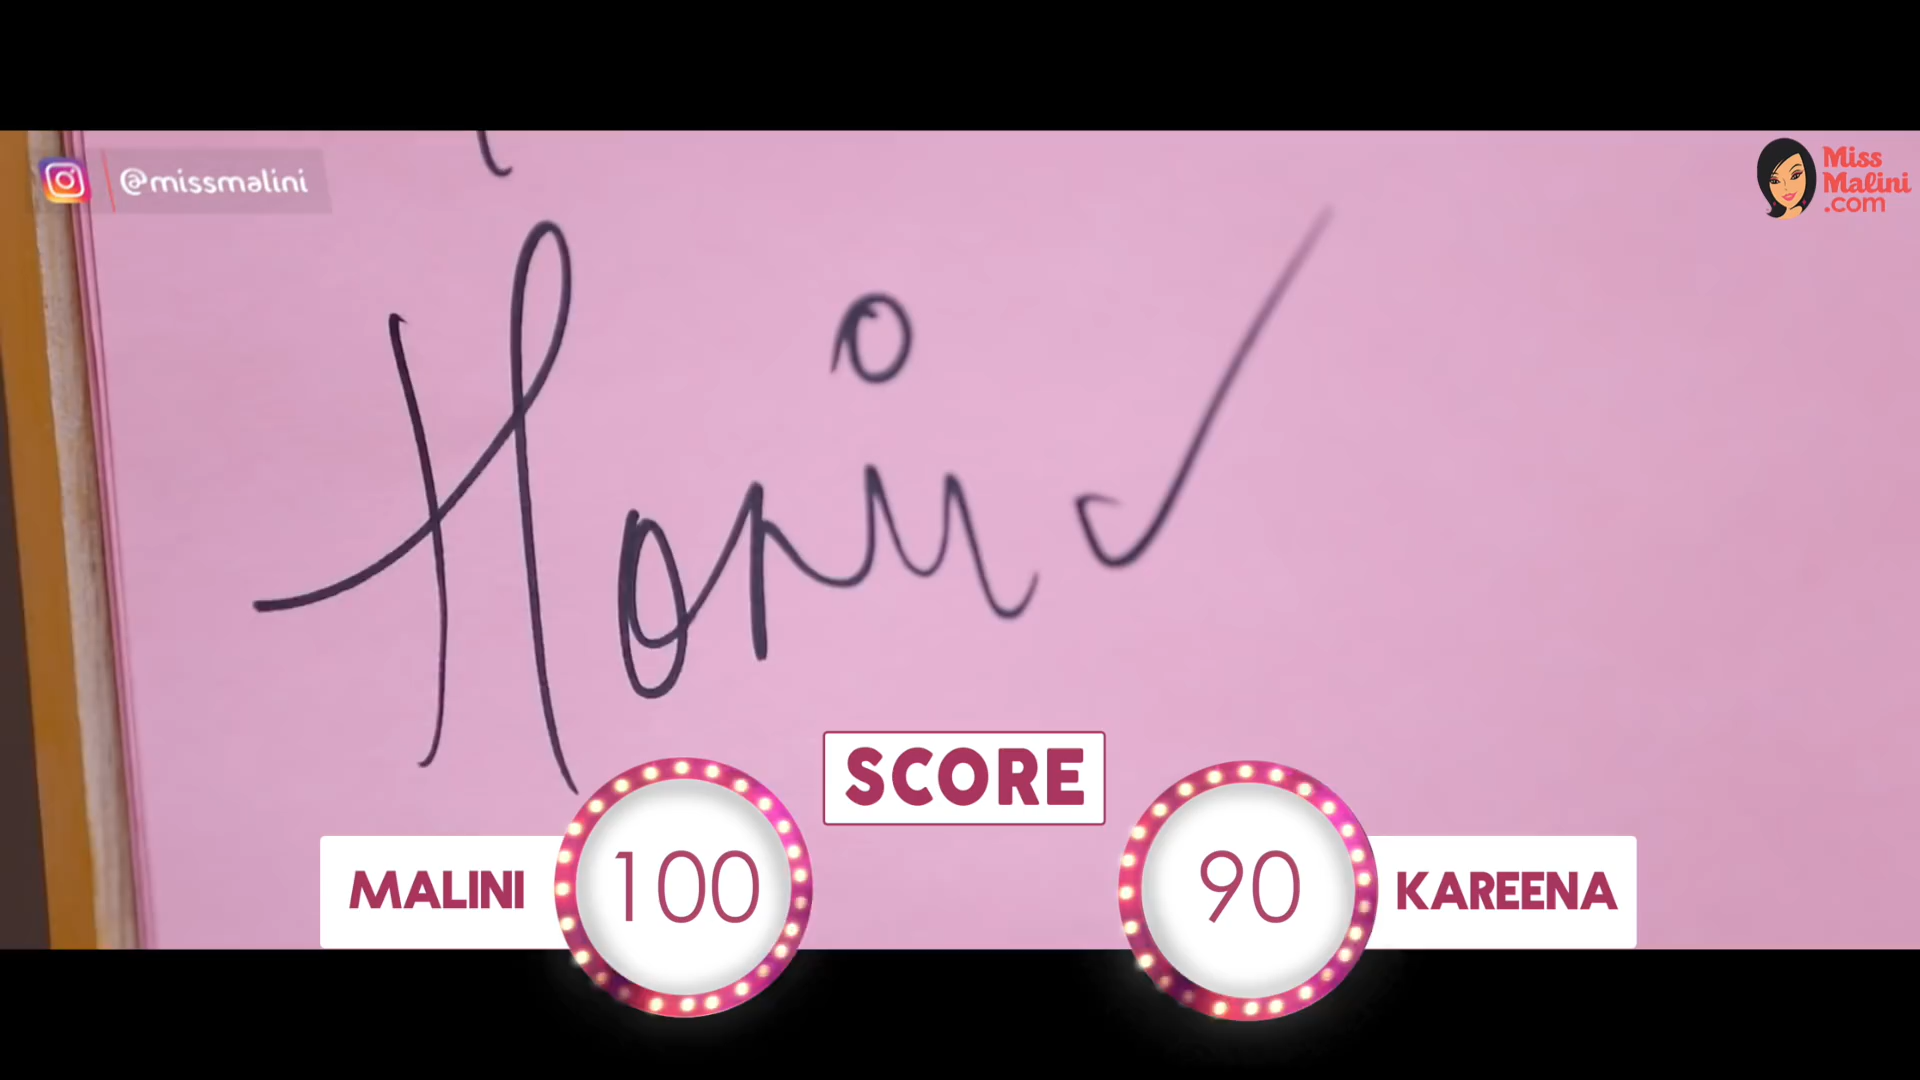 @missmalini
Miss
Malini
.com
SCORE
MALINI 100
90 KAREENA